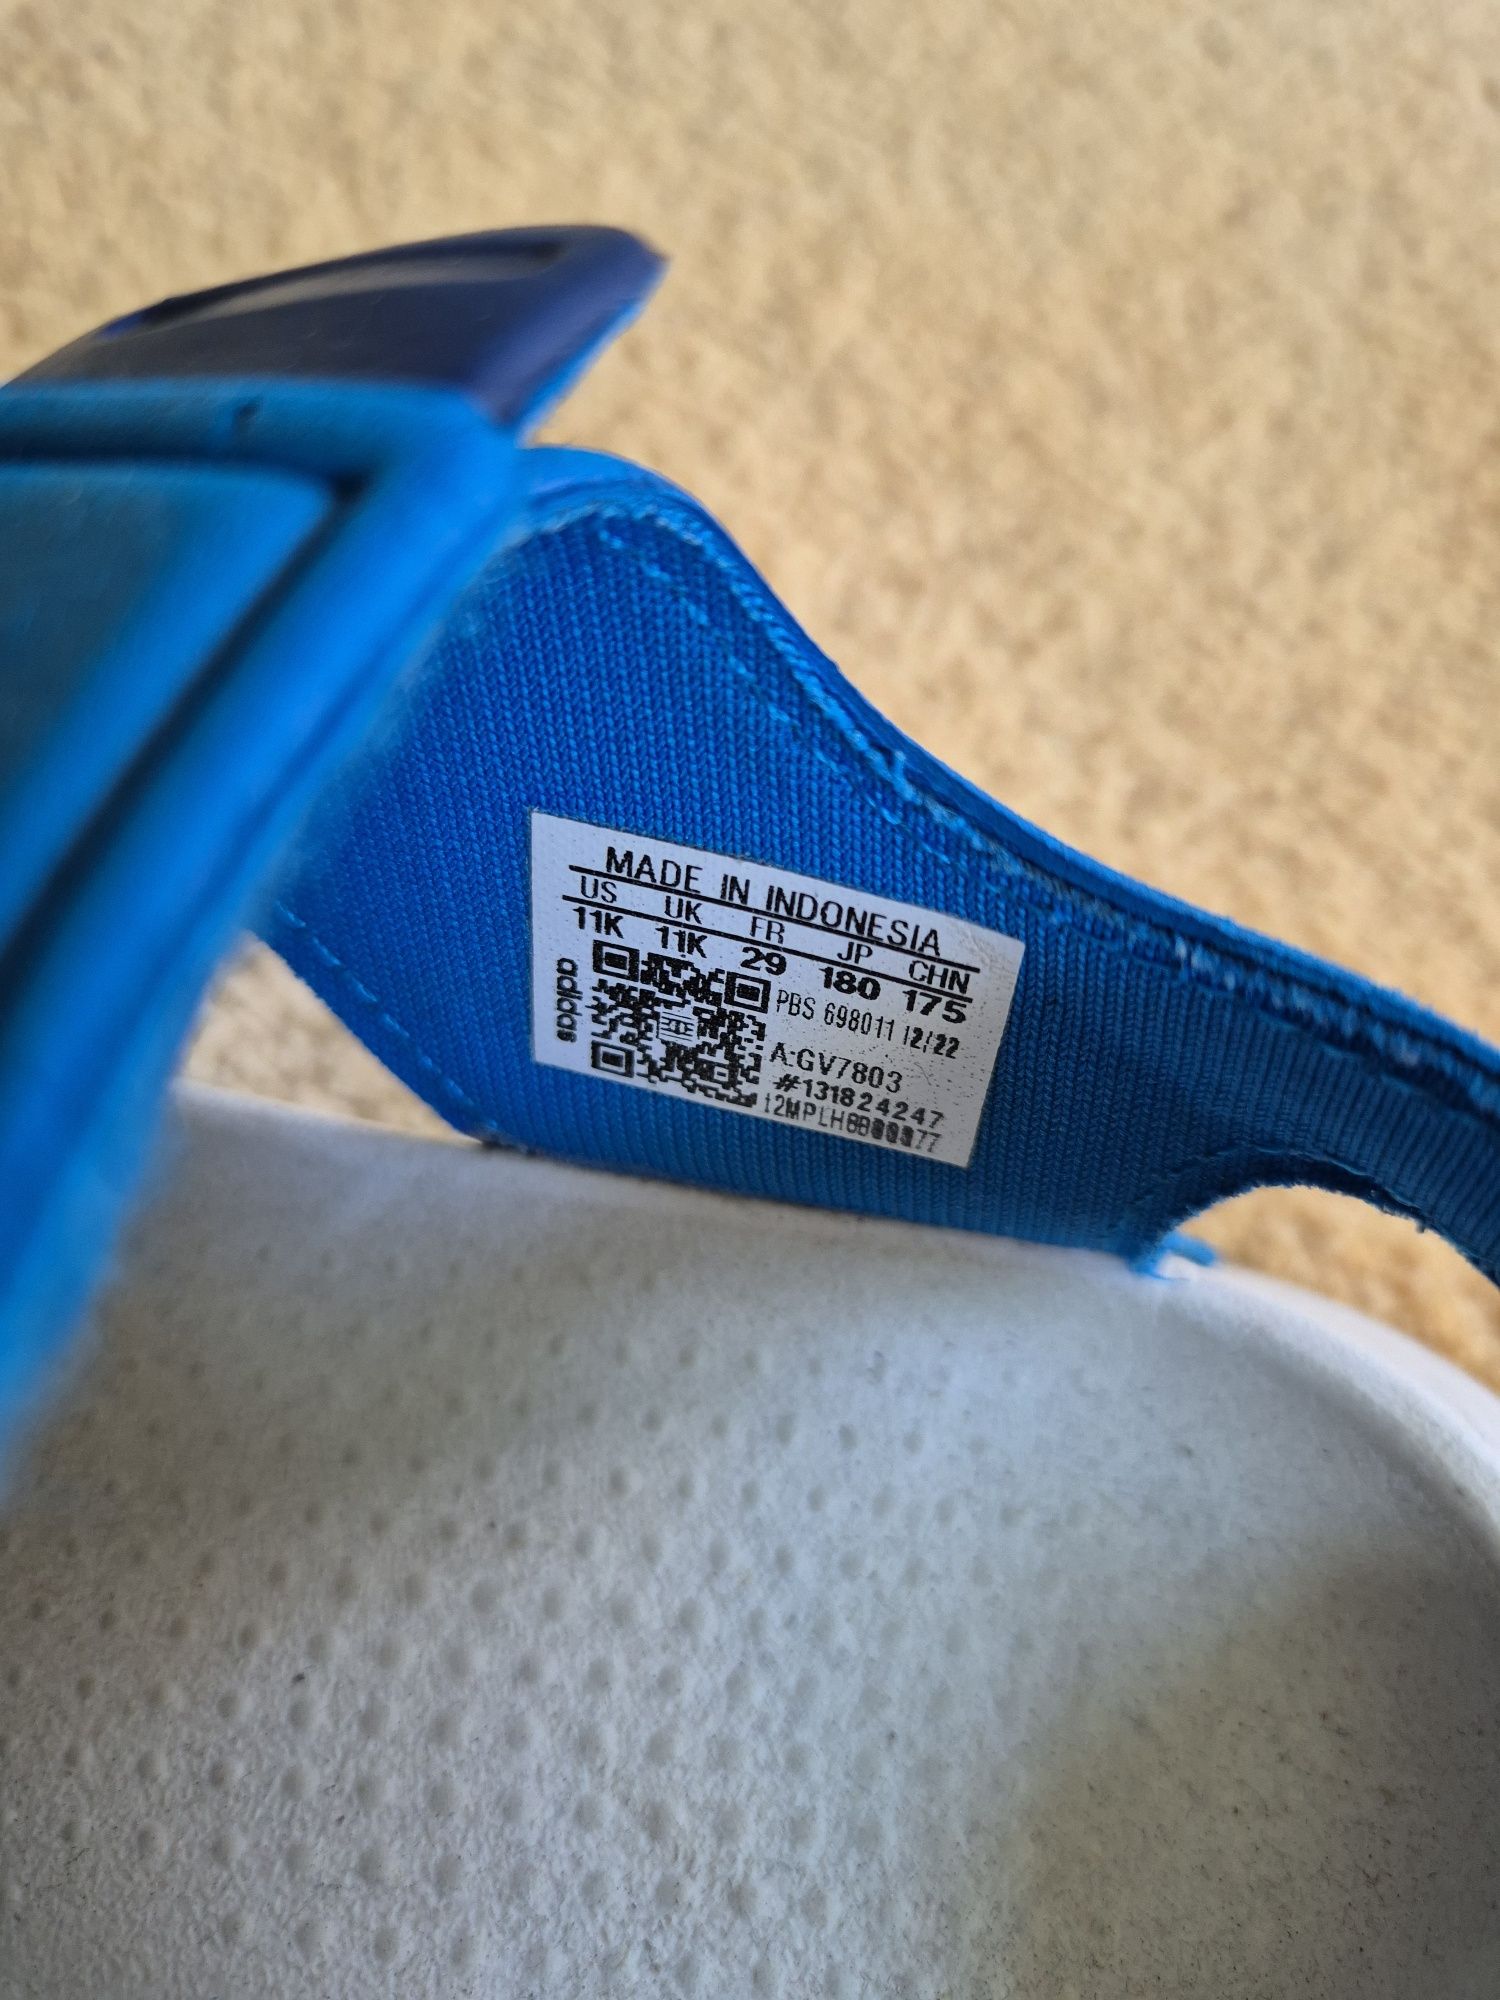 MADE IN INDONESIA
US UK FR JP CHN
11K 11K 29 180 175
adidas
PBS 698011 12/22
A:GV7803
#131824247